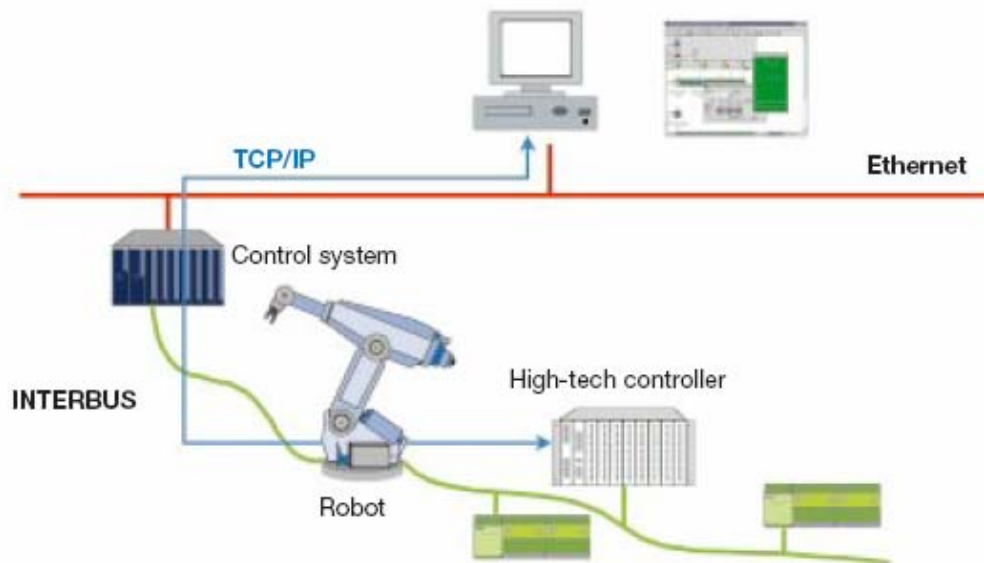 TCP/IP
Ethernet
Control system
High-tech controller
INTERBUS
Robot